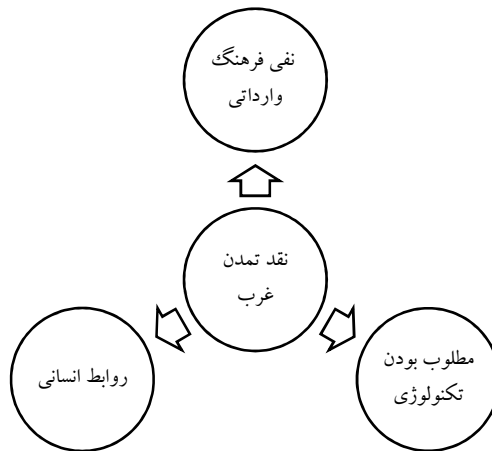 نفی فرهنگ
وارداتی
نقد تمدن
غرب
مطلوب بودن
تکنولوژی
روابط انسانی